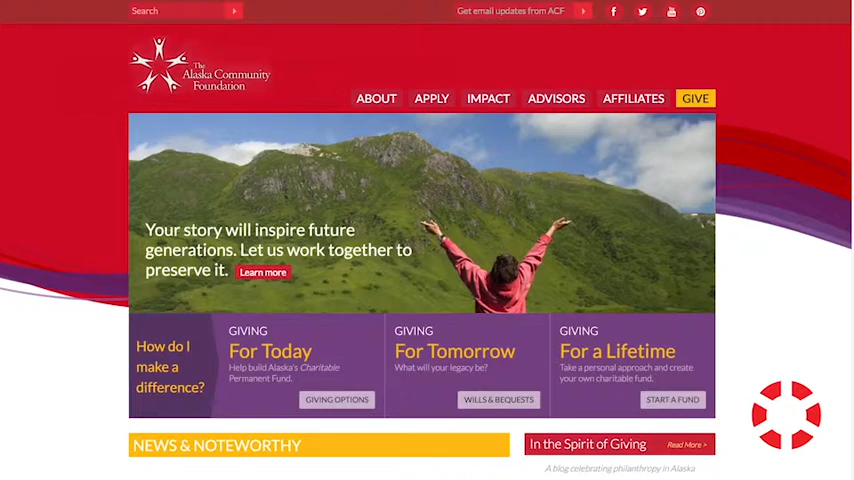 Search
Get email updates from ACF
The
Alaska Community
Foundation
ABOUT
APPLY
IMPACT
ADVISORS
AFFILIATES
GIVE
Your story will inspire future
generations. Let us work together to
preserve it. Learn more
How do I
make a
difference?
GIVING
For Today
Help build Alaska's Charitable
Permanent Fund.
GIVING OPTIONS
GIVING
For Tomorrow
What will your legacy be?
WILLS & BEQUESTS
GIVING
For a Lifetime
Take a personal approach and create
your own charitable fund.
START A FUND
NEWS & NOTEWORTHY
In the Spirit of Giving Read More >
A blog celebrating philanthropy in Alaska